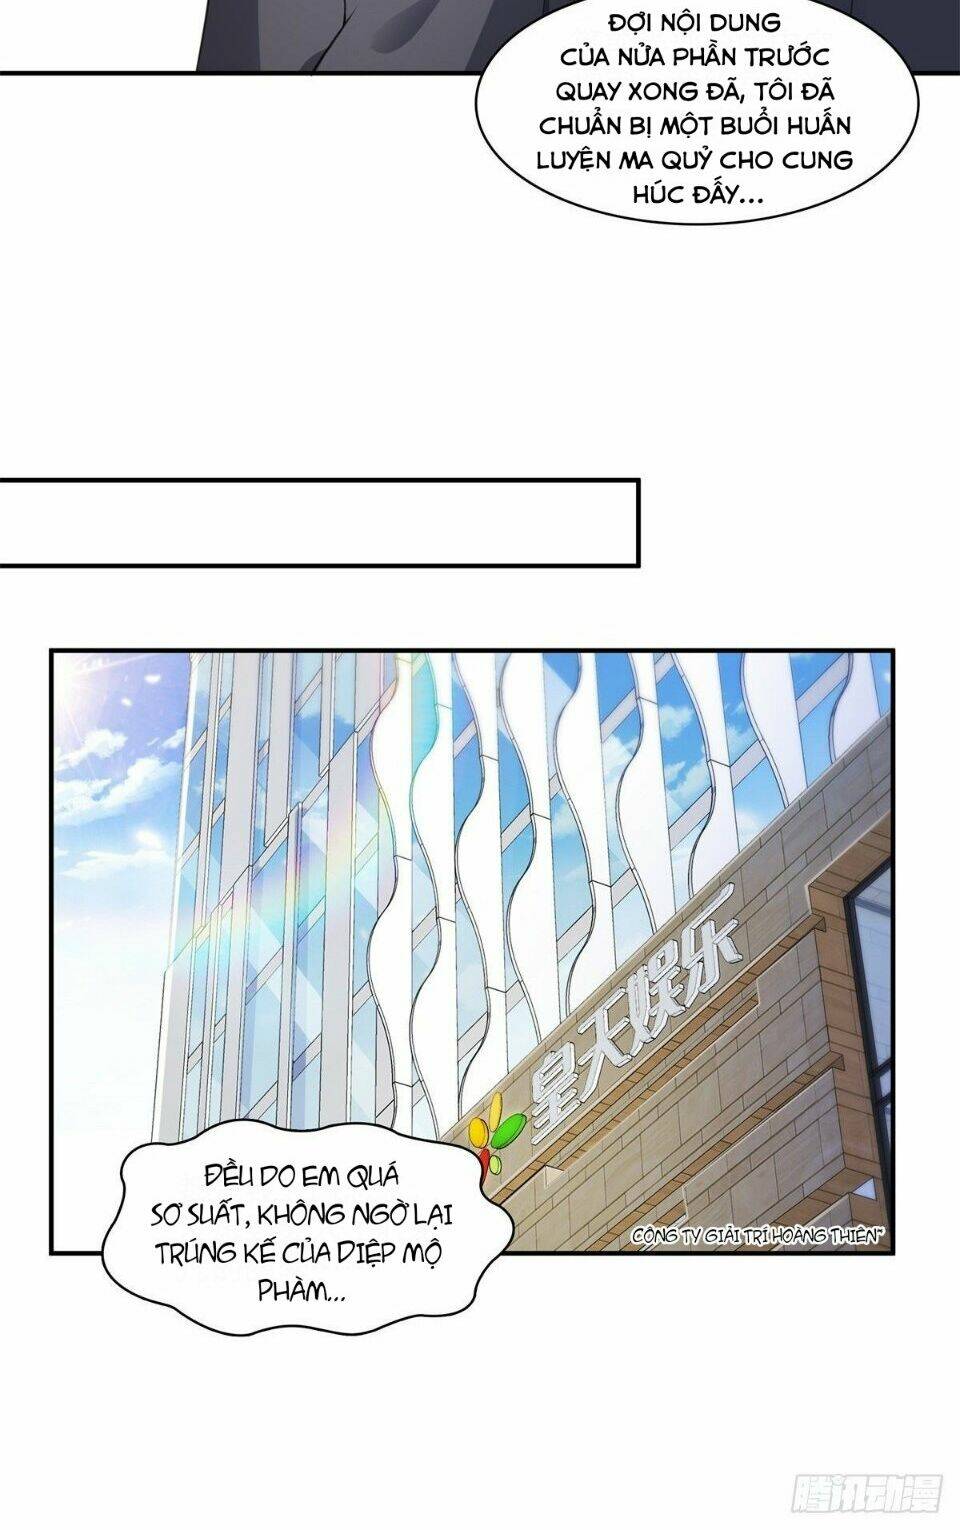 ĐỢI NỘI DUNG
CỦA NỬA PHẦN TRƯỚC
QUAY XONG ĐÃ, TÔI ĐÃ
CHUẨN BỊ MỘT BUỔI HUẤN
LUYỆN MA QUỶ CHO CUNG
HÚC ĐẤY...
皇天娱乐
ĐỀU DO EM QUÁ
SƠ SUẤT, KHÔNG NGỜ LẠI
TRÚNG KẾ CỦA DIỆP MỘ
PHÀM...
CÔNG TY GIẢI TRÍ HOÀNG THIÊN"
腾讯动漫